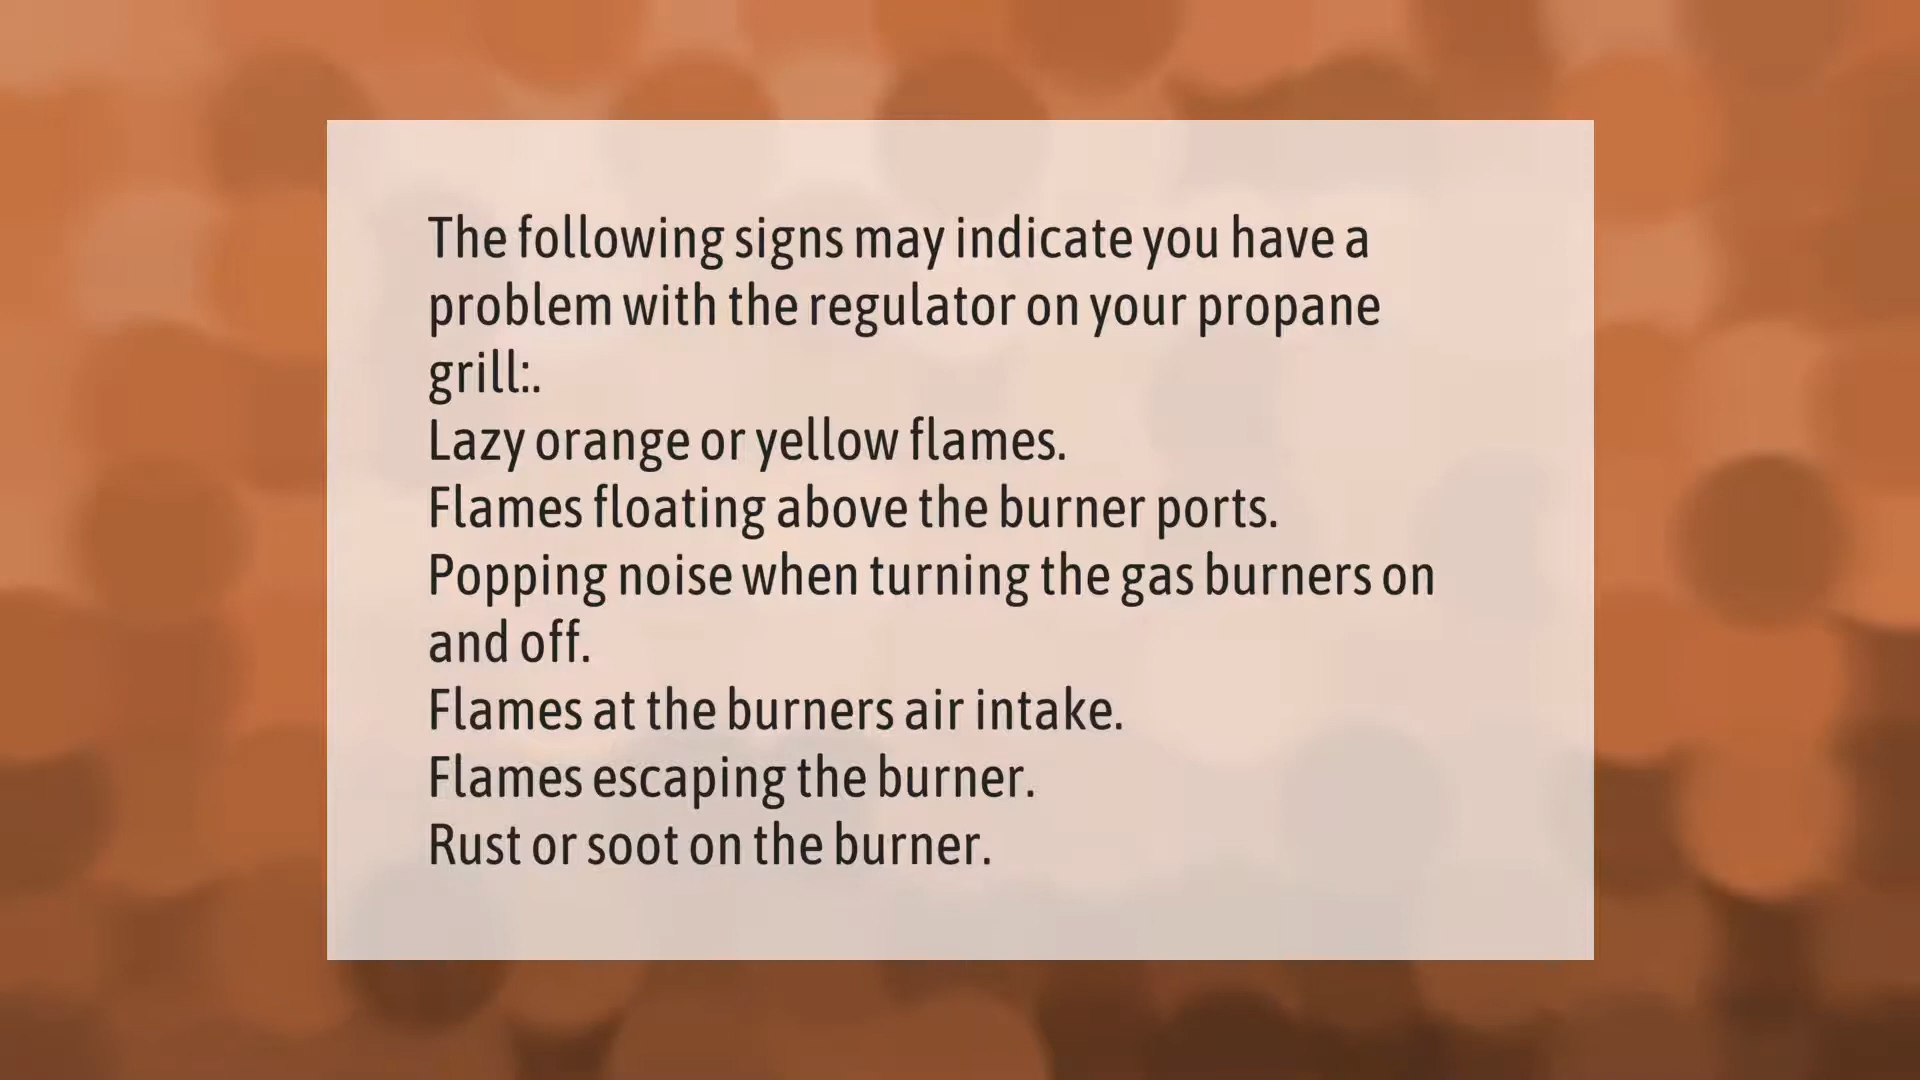 The following signs may indicate you have a
problem with the regulator on your propane
grill:.
Lazy orange or yellow flames.
Flames floating above the burner ports.
Popping noise when turning the gas burners on
and off.
Flames at the burners air intake.
Flames escaping the burner.
Rust or soot on the burner.